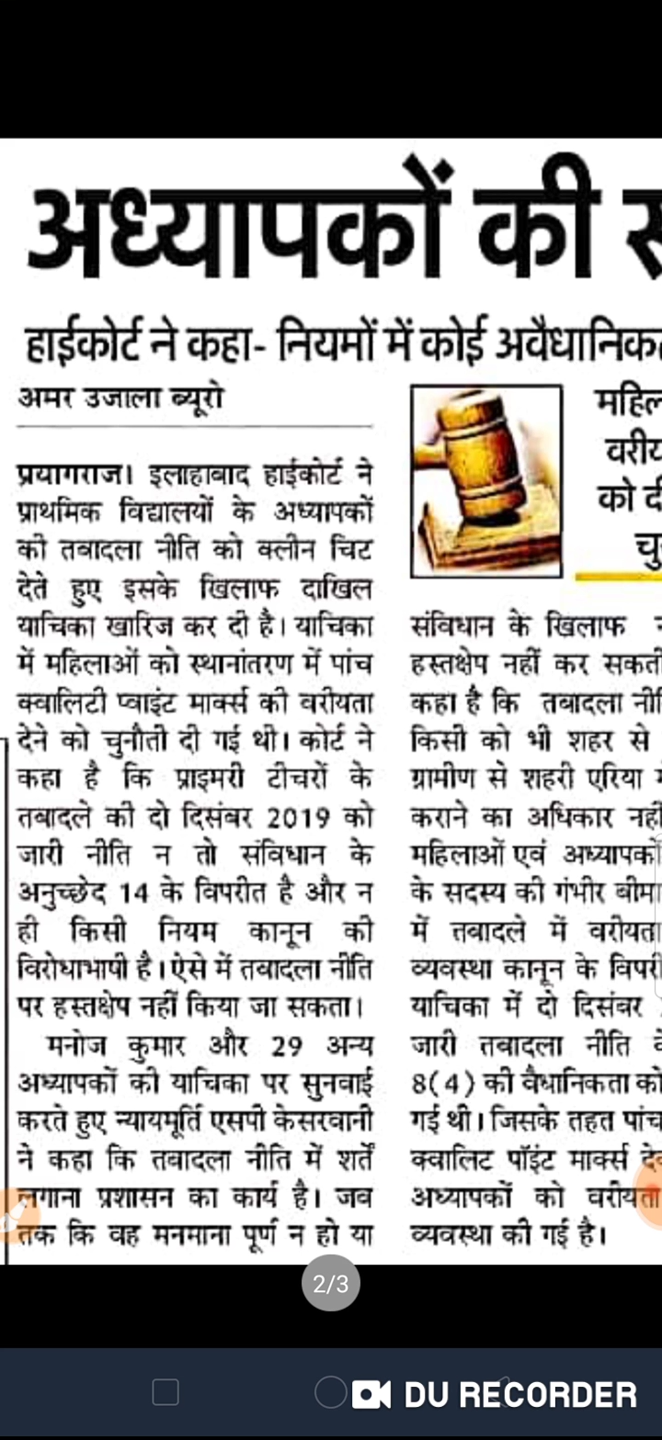 अध्यापकों की
हाईकोर्ट ने कहा- नियमों में कोई
अमर उजाला ब्यूरो
प्रयागराज। इलाहाबाद हाईकोर्ट ने
प्राथमिक विद्यालयों के अध्यापकों
की तबादला नीति को क्लीन चिट
देते हुए इसके खिलाफ दाखिल
याचिका खारिज कर दी है। याचिका
में महिलाओं को स्थानांतरण में पांच
क्वालिटी प्वाइंट मार्क्स की वरीयता
देने को चुनौती दी गई थी। कोर्ट ने
कहा है कि प्राइमरी टीचरों के
तबादले की दो दिसंबर 2019 को
जारी नीति न तो संविधान के
अनुच्छेद 14 के विपरीत है और न
ही किसी नियम कानून की
विरोधाभाषी है। ऐसे में तबादला नीति
पर हस्तक्षेप नहीं किया जा सकता।
मनोज कुमार और 29 अन्य
अध्यापकों की याचिका पर सुनवाई
करते हुए न्यायमूर्ति एसपी केसरवानी
ने कहा कि तबादला नीति में शर्तें
लगाना प्रशासन का कार्य है। जब
तक कि वह मनमाना पूर्ण न हो या
को
संविधान के खिलाफ
हस्तक्षेप नहीं कर सकती
कहा है कि तबादला
किसी को भी शहर से
ग्रामीण से शहरी एरिया
कराने का अधिकार नहीं
महिलाओं एवं अध्यापकों
के सदस्य की गंभीर
में तबादले में वरीयता
व्यवस्था कानून के
याचिका में दो दिसंबर
जारी तबादला नीति
8(4) की वैधानिकता को
गई थी। जिसके तहत पांच
क्वालिट पॉइंट मार्क्स
अध्यापकों को वरीयता
व्यवस्था की गई है।
2/3
DU RECORDER